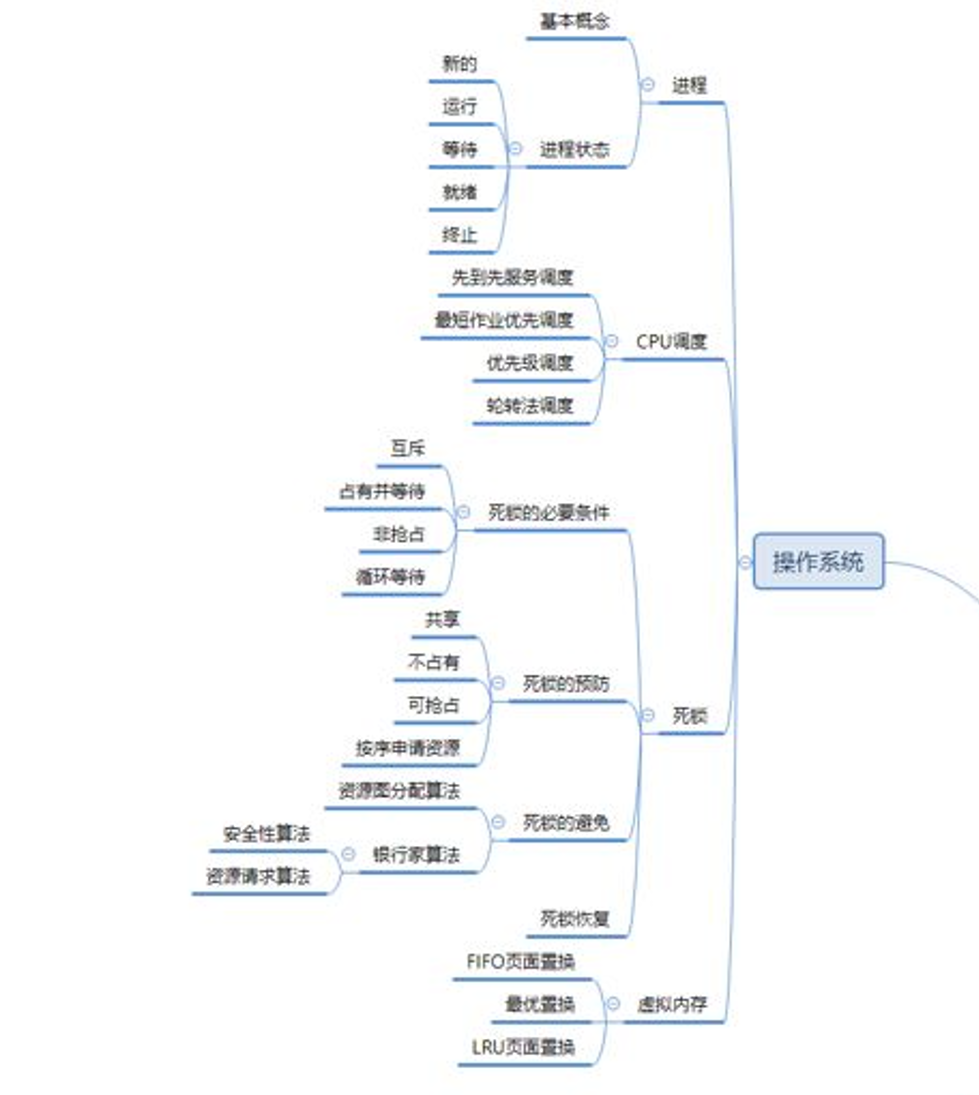 基本概念
新的
进程
运行
等待
进程状态
就绪
终止
先到先服务调度
最短作业优先调度
CPU调度
优先级调度
轮转法调度
互斥
占有并等待
死锁的必要条件
非抢占
操作系统
循环等待
共享
不占有
死锁的预防
可抢占
死锁
按序申请资源
资源图分配算法
死锁的避免
安全性算法
银行家算法
资源请求算法
死锁恢复
FIFO页面置换
最优置换
虚拟内存
LRU页面置换